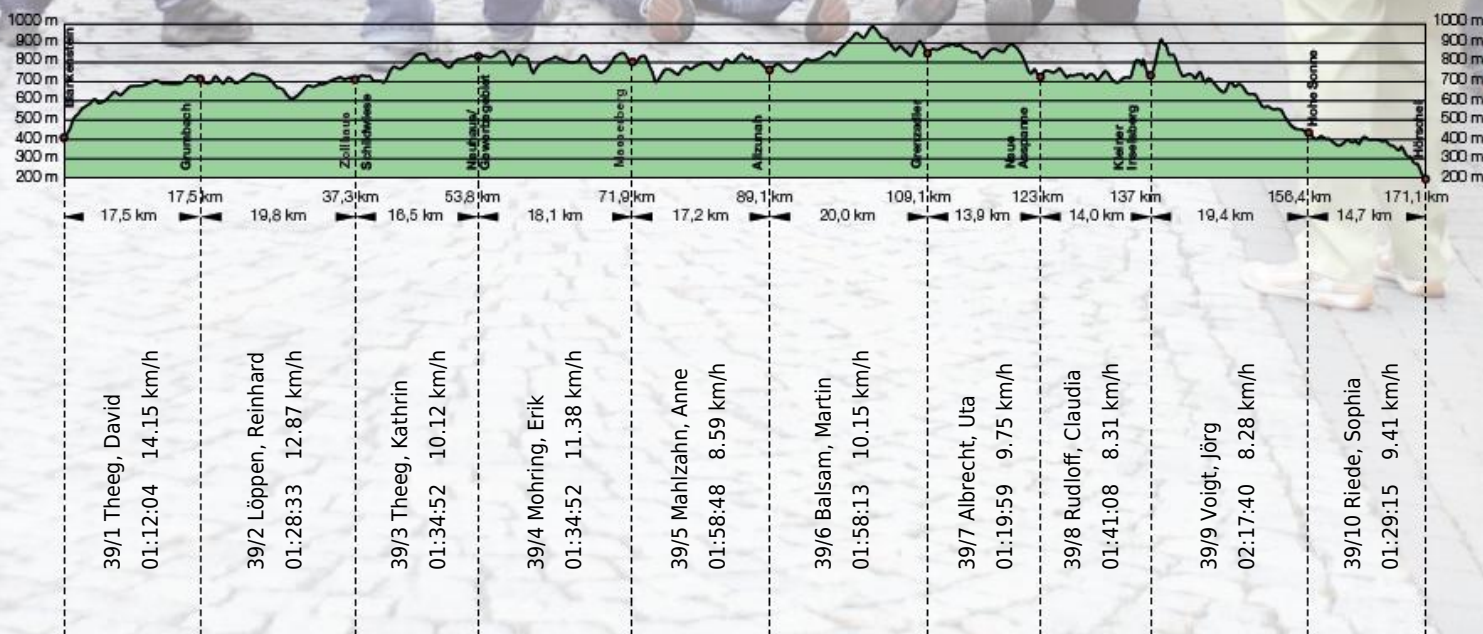 1000 m
900 m
800 m
700 m
600 m
500 m
400 m
300 m
200 m
1000 m
900 m
800 m
700 m
600 m
500 m
400 m
300 m
200 m
Blankenstein
Grumbach
Zollhaus
Schildwiese
Neuhaus/
Gewerbegebiet
Masserberg
Allzunah
Grenzadler
Neue
Ausspanne
Kleiner
Inselsberg
Hohe Sonne
Hörschel
17,5 km 37,3 km 53,8 km 71,9 km 89,1 km 109,1 km 123 km 137 km 156,4 km 171,1 km
17,5 km 19,8 km 16,5 km 18,1 km 17,2 km 20,0 km 13,9 km 14,0 km 19,4 km 14,7 km
39/1 Theeg, David
01:12:04 14.15 km/h
39/2 Löppen, Reinhard
01:28:33 12.87 km/h
39/3 Theeg, Kathrin
01:34:52 10.12 km/h
39/4 Mohring, Erik
01:34:52 11.38 km/h
39/5 Mahlzahn, Anne
01:58:48 8.59 km/h
39/6 Balsam, Martin
01:58:13 10.15 km/h
39/7 Albrecht, Uta
01:19:59 9.75 km/h
39/8 Rudloff, Claudia
01:41:08 8.31 km/h
39/9 Voigt, Jörg
02:17:40 8.28 km/h
39/10 Riede, Sophia
01:29:15 9.41 km/h